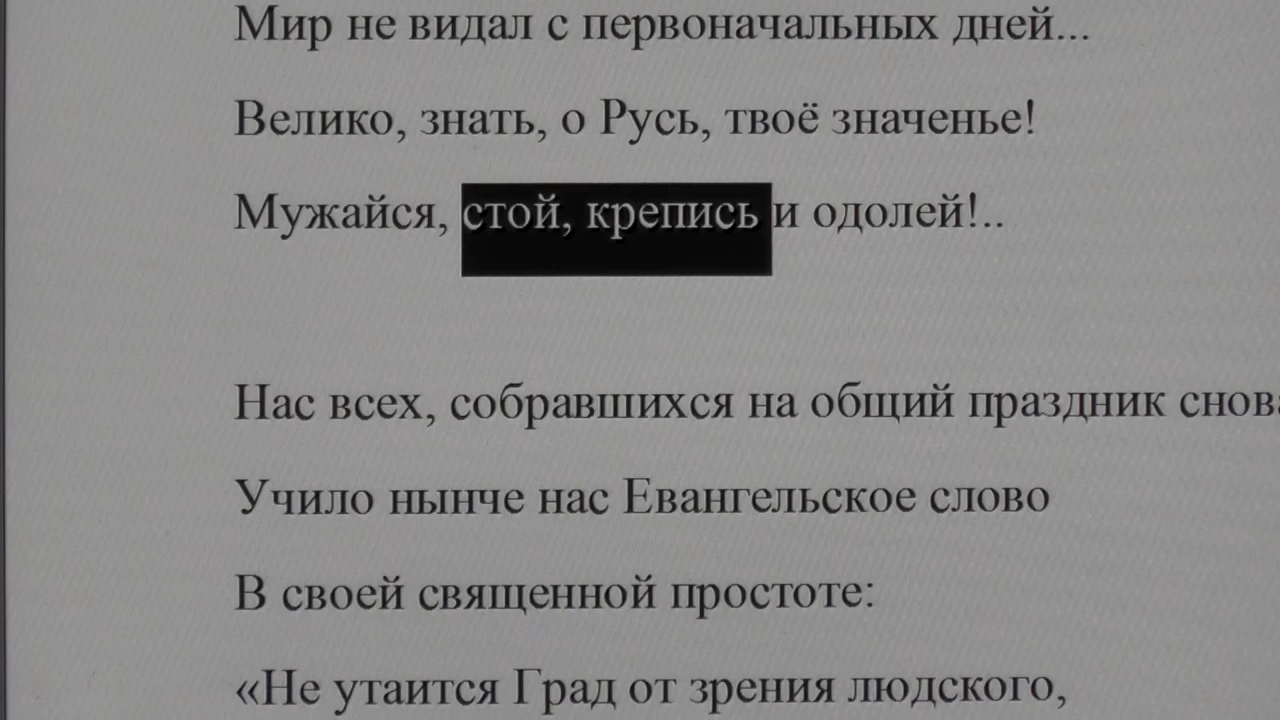 Мир не видал с первоначальных дней...
Велико, знать, о Русь, твоё значенье!
Мужайся, стой, крепись и одолей!..
Нас всех, собравшихся на общий праздник снова
Учило нынче нас Евангельское слово
В своей священной простоте:
«Не утаится Град от зрения людского,